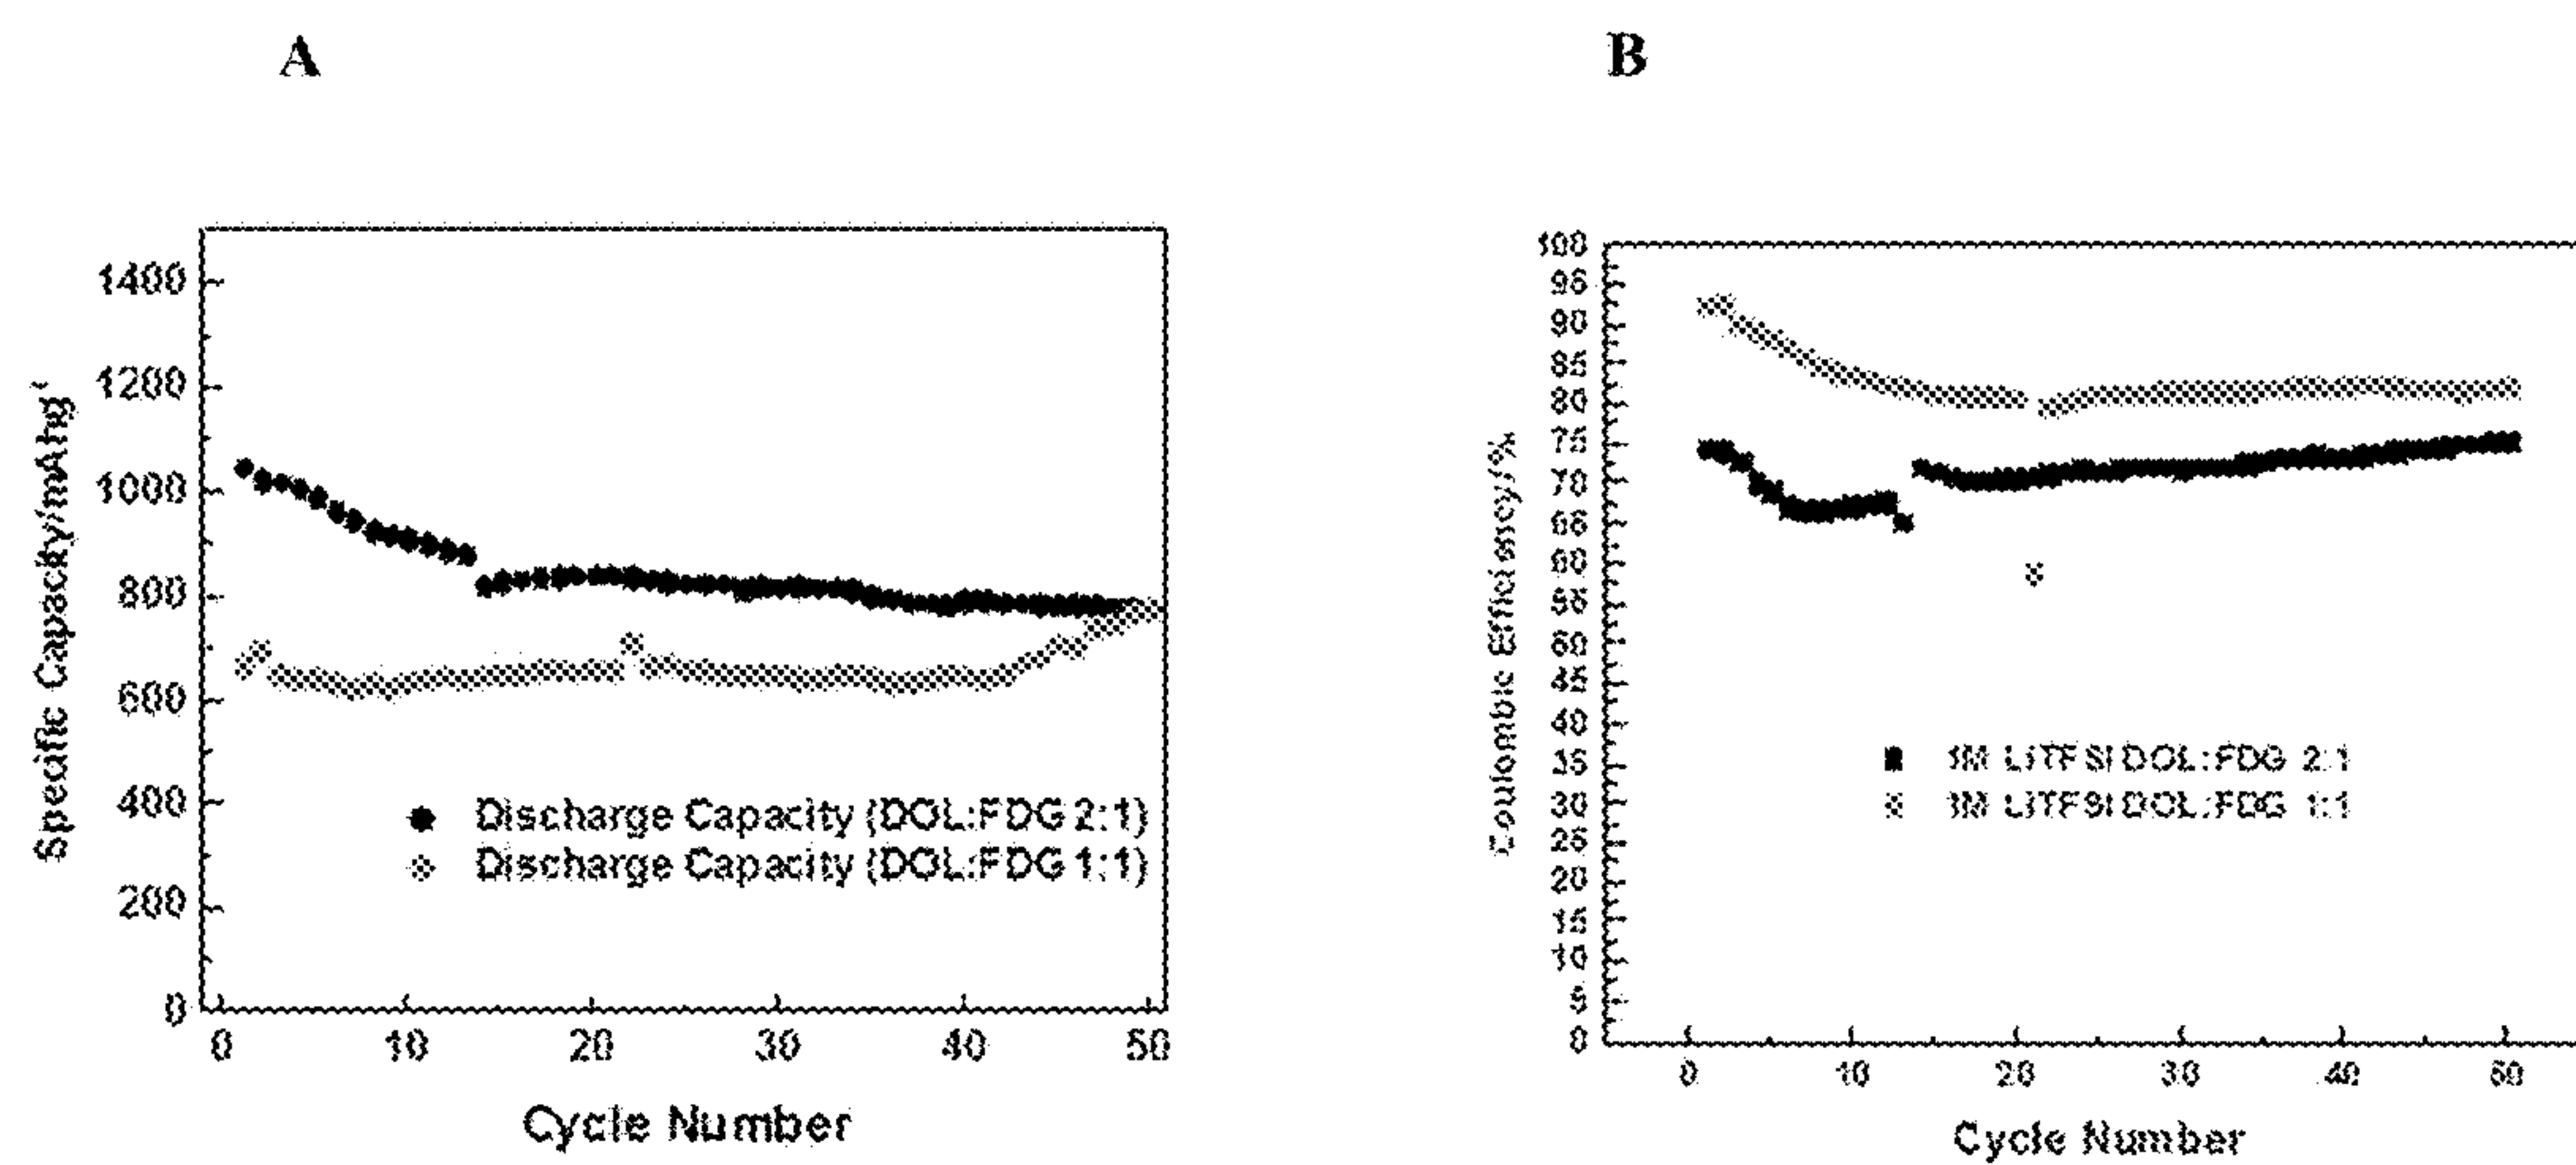 A
B
Specific Capacity/mAhg
1400
1200
1000
800
600
400
200
0
Discharge Capacity (DOL:FDG 2:1)
Discharge Capacity (DOL:FDG 1:1)
0 10 20 30 40 50
Cycle Number
Coulombic Efficiency/%
100
95
90
85
80
75
70
65
60
55
50
45
40
35
30
25
20
15
10
5
0
1M LiTFSI DOL:FDG 2:1
1M LiTFSI DOL:FDG 1:1
0 10 20 30 40 50
Cycle Number